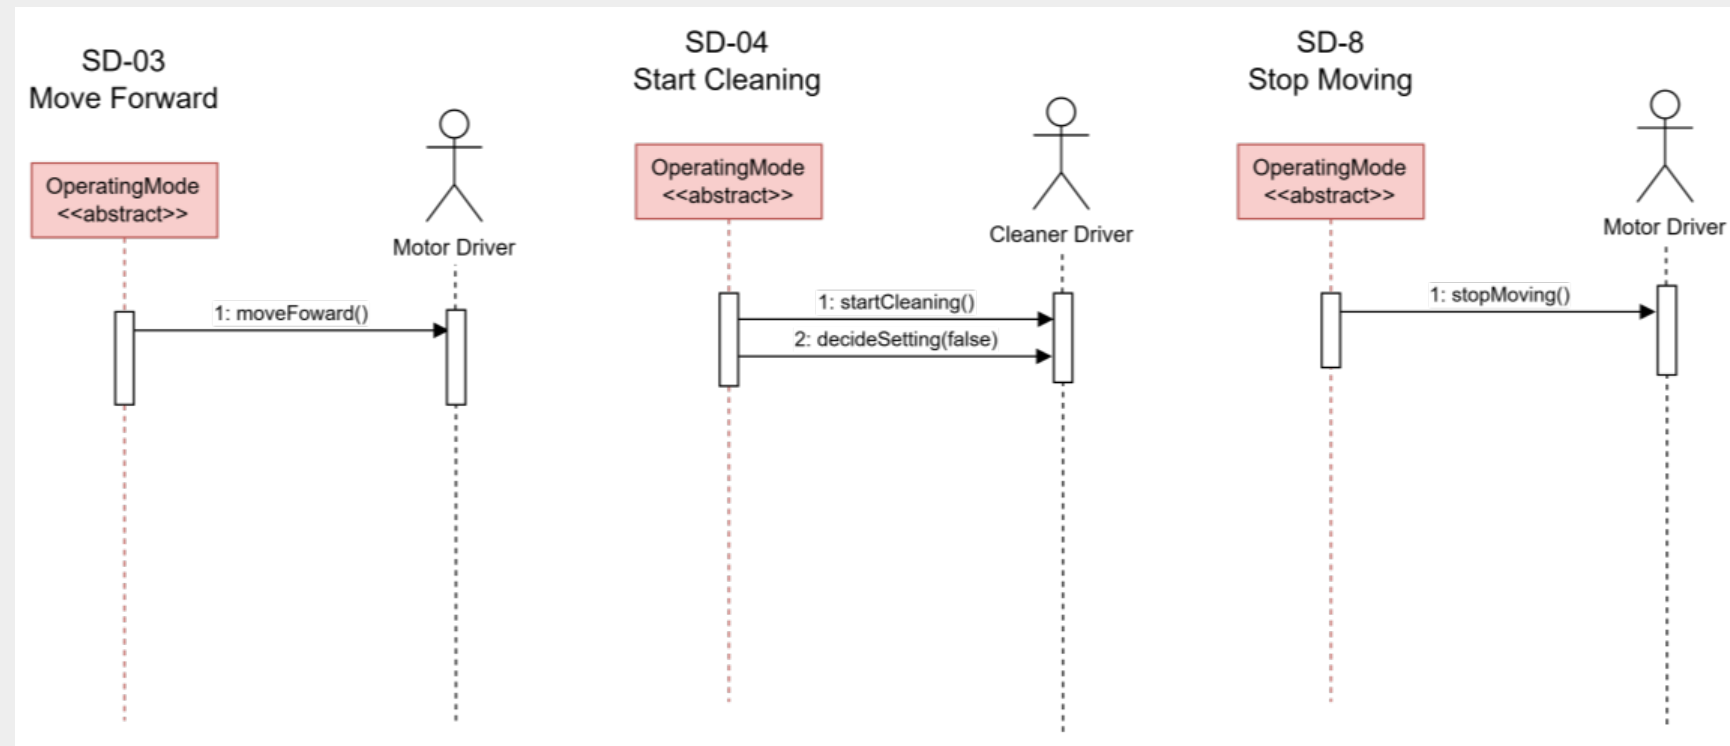 SD-03
Move Forward
OperatingMode
<<abstract>>
Motor Driver
1: moveFoward()
SD-04
Start Cleaning
OperatingMode
<<abstract>>
Cleaner Driver
1: startCleaning()
2: decideSetting(false)
SD-8
Stop Moving
OperatingMode
<<abstract>>
Motor Driver
1: stopMoving()